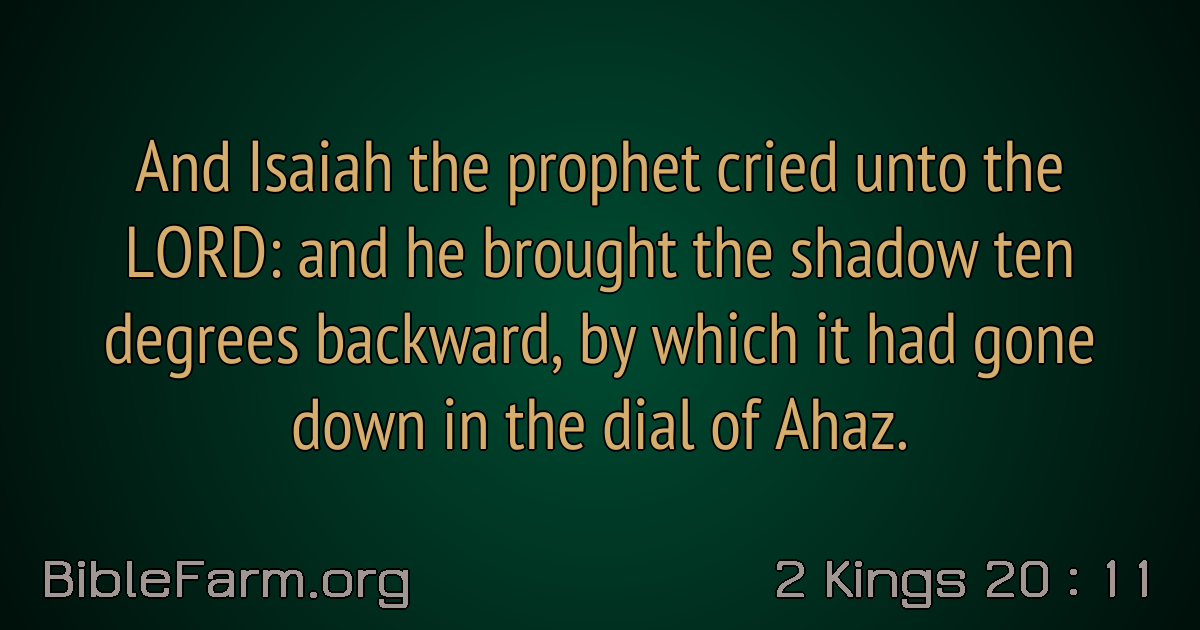 And Isaiah the prophet cried unto the
LORD: and he brought the shadow ten
degrees backward, by which it had gone
down in the dial of Ahaz.
BibleFarm.org
2 Kings 20 : 11